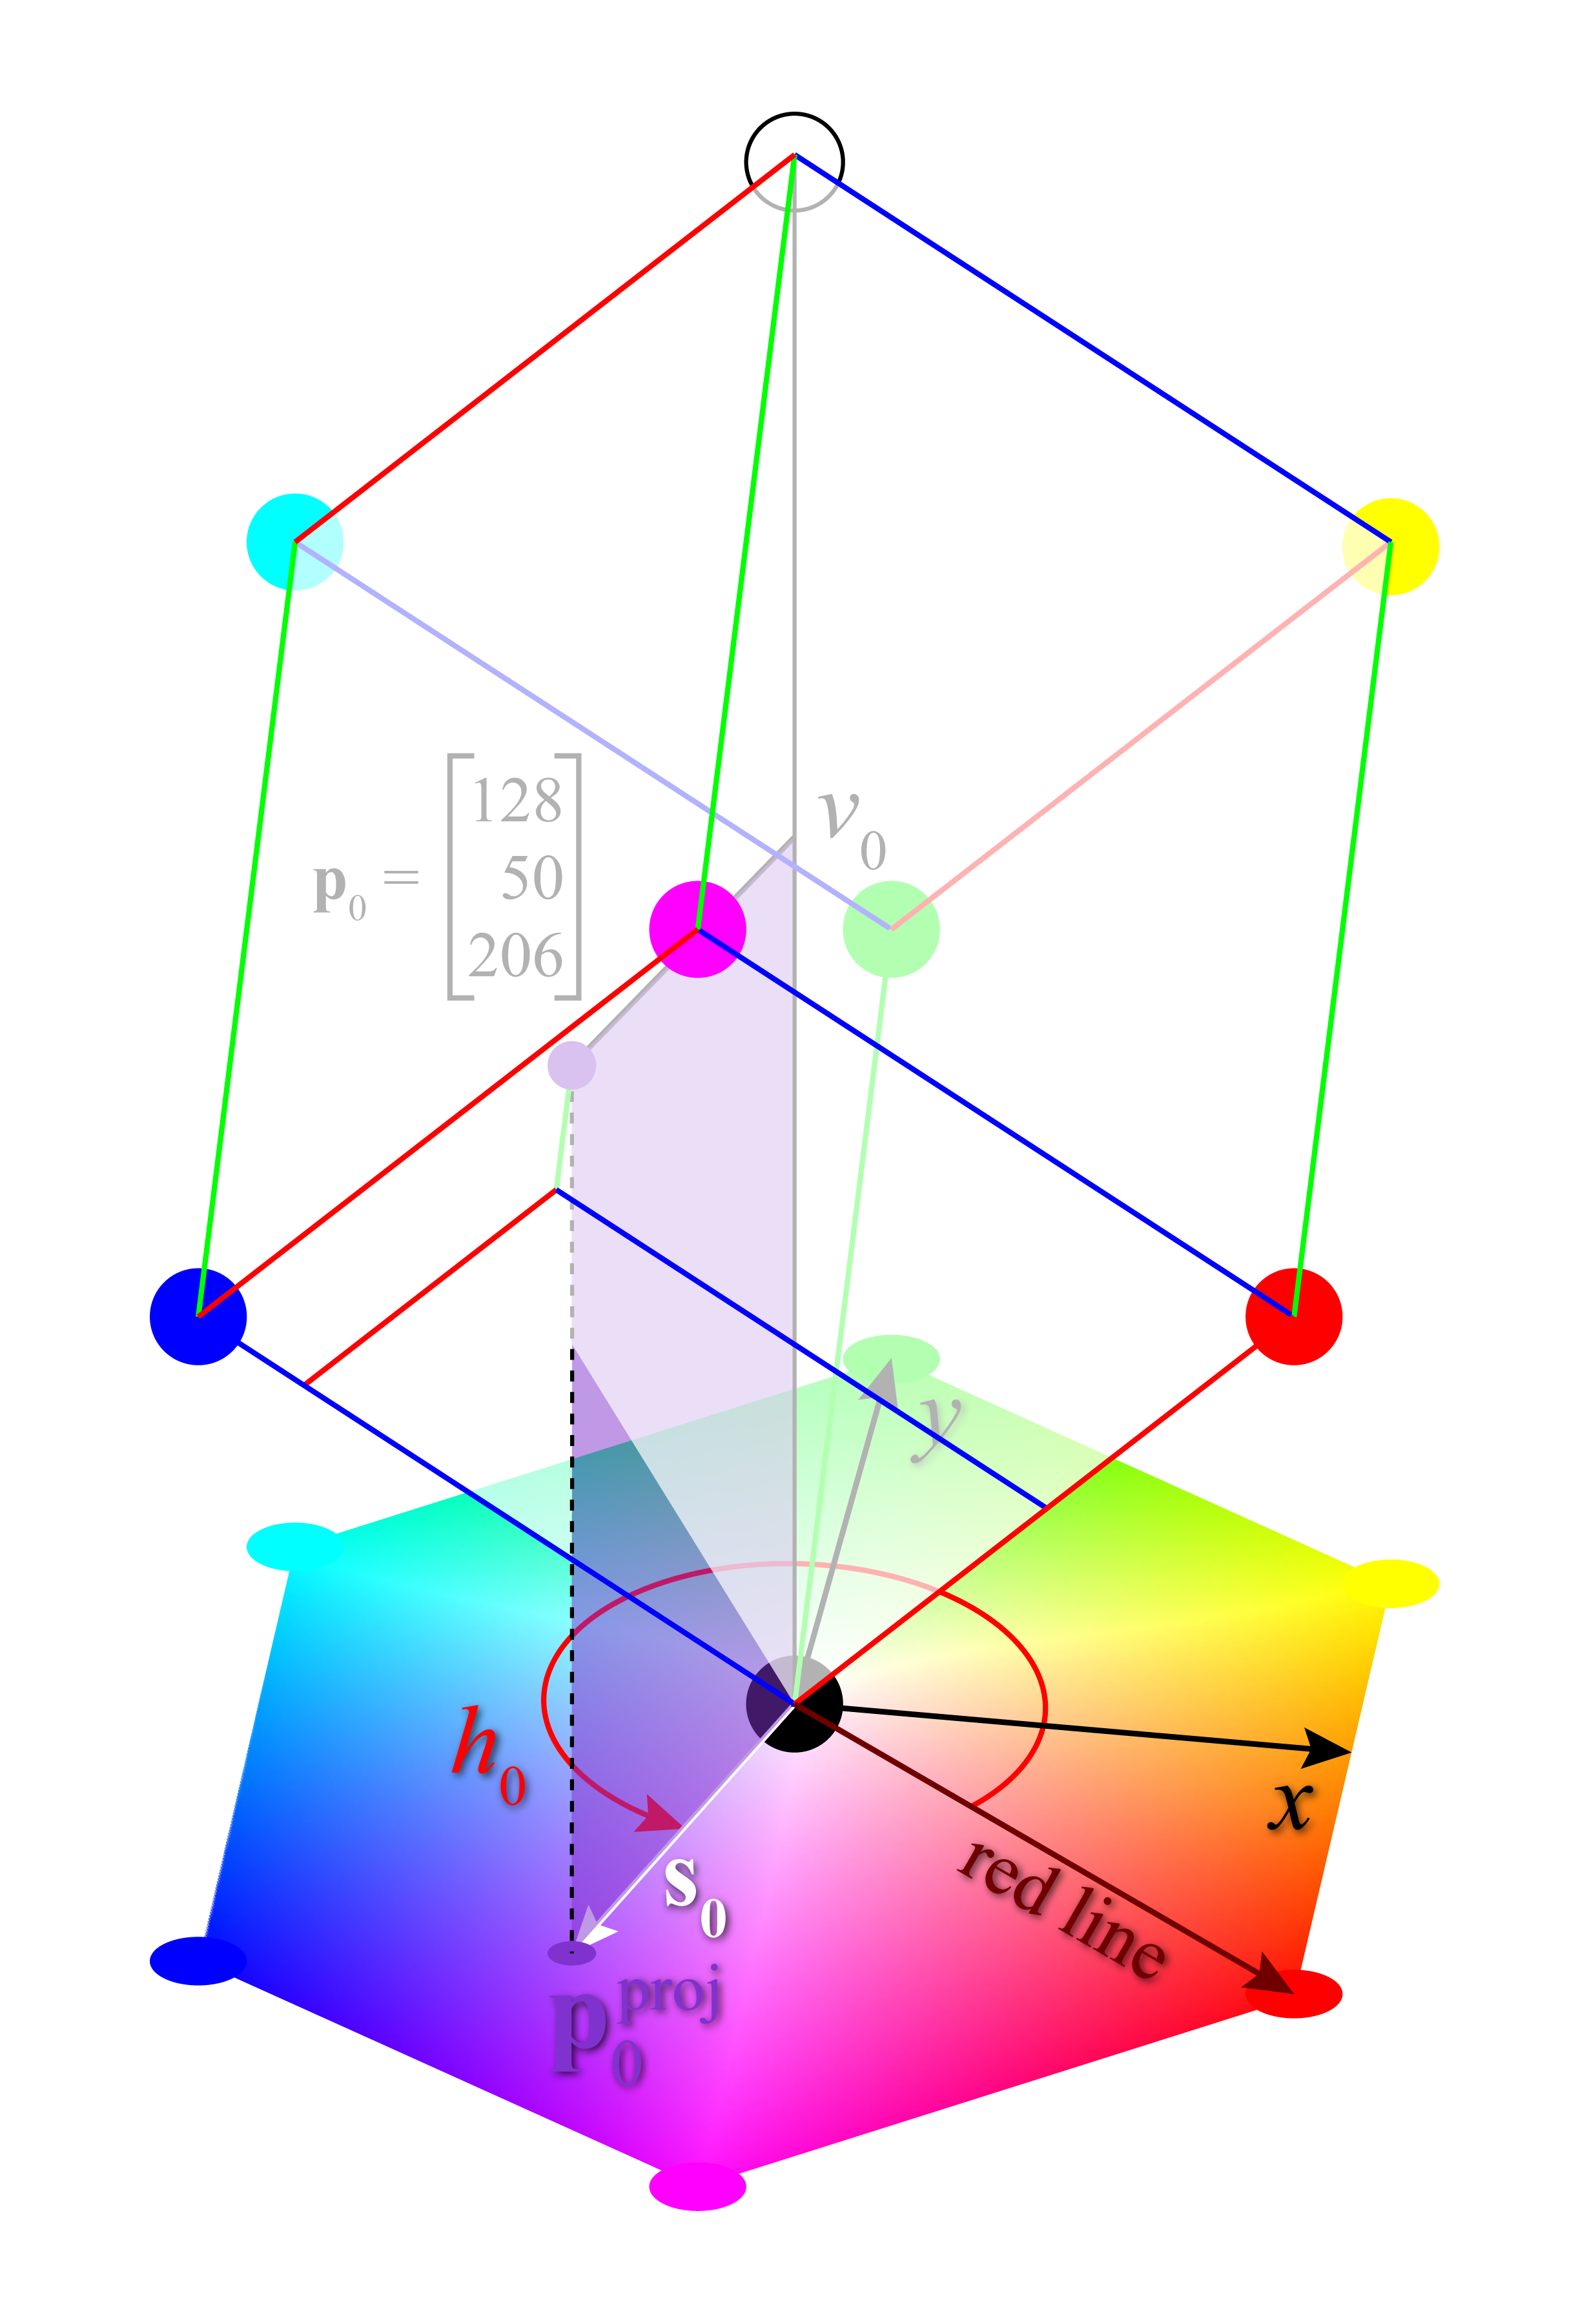 v0
p0 = [128
50
206]
y
h0
x
s0
red line
p0proj